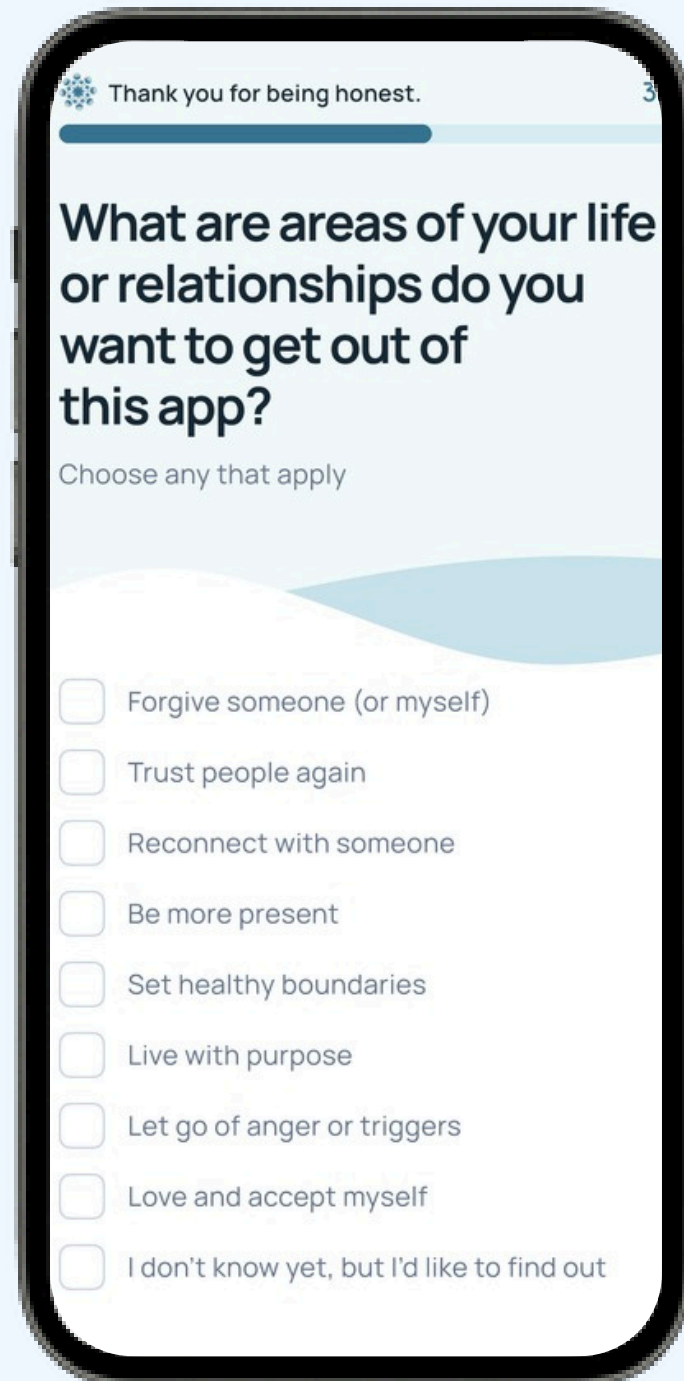 Thank you for being honest.
3
What are areas of your life
or relationships do you
want to get out of
this app?
Choose any that apply
Forgive someone (or myself)
Trust people again
Reconnect with someone
Be more present
Set healthy boundaries
Live with purpose
Let go of anger or triggers
Love and accept myself
I don't know yet, but I'd like to find out